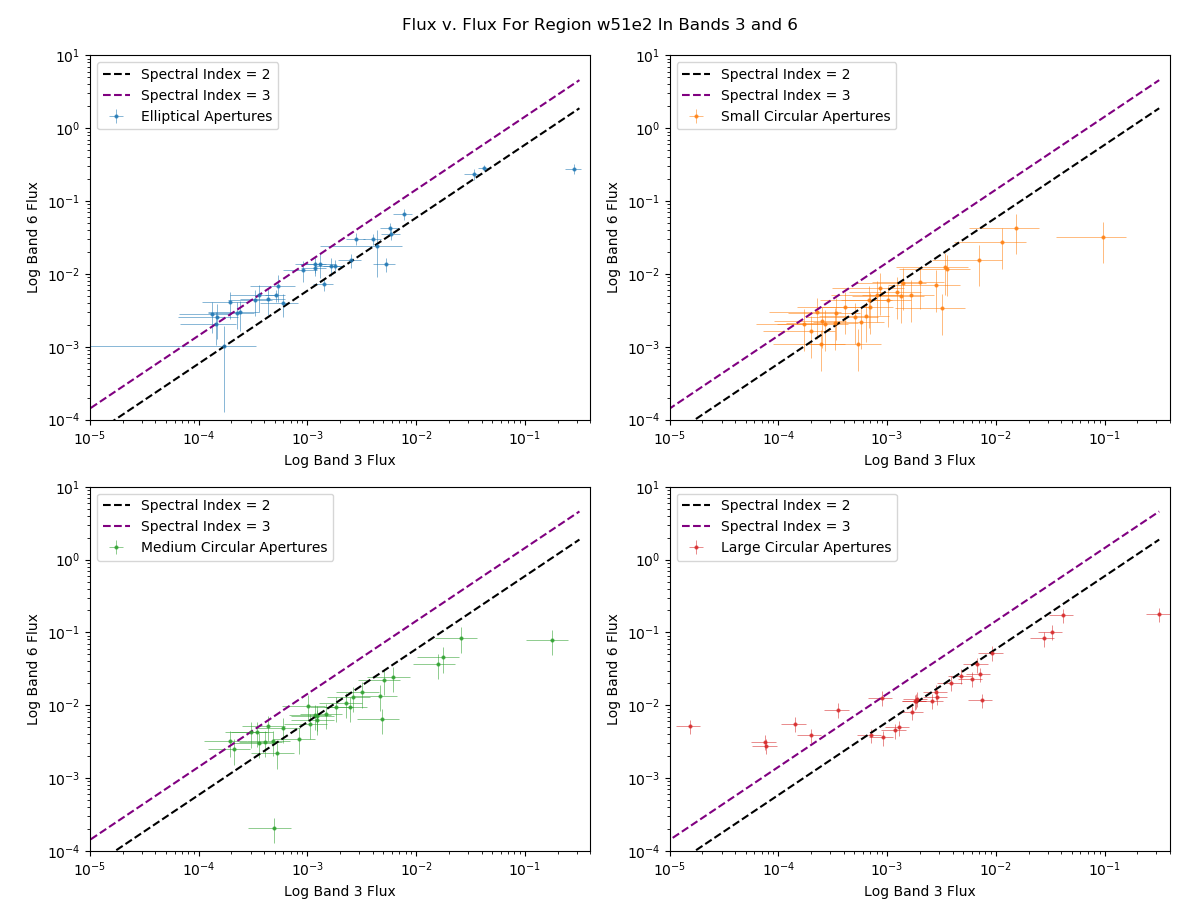 Flux v. Flux For Region w51e2 In Bands 3 and 6
Spectral Index = 2
Spectral Index = 3
Elliptical Apertures
10^1
10^0
10^-1
10^-2
10^-3
10^-4
Log Band 6 Flux
10^-5
10^-4
10^-3
10^-2
10^-1
Log Band 3 Flux
Spectral Index = 2
Spectral Index = 3
Small Circular Apertures
10^1
10^0
10^-1
10^-2
10^-3
10^-4
Log Band 6 Flux
10^-5
10^-4
10^-3
10^-2
10^-1
Log Band 3 Flux
Spectral Index = 2
Spectral Index = 3
Medium Circular Apertures
10^1
10^0
10^-1
10^-2
10^-3
10^-4
Log Band 6 Flux
10^-5
10^-4
10^-3
10^-2
10^-1
Log Band 3 Flux
Spectral Index = 2
Spectral Index = 3
Large Circular Apertures
10^1
10^0
10^-1
10^-2
10^-3
10^-4
Log Band 6 Flux
10^-5
10^-4
10^-3
10^-2
10^-1
Log Band 3 Flux